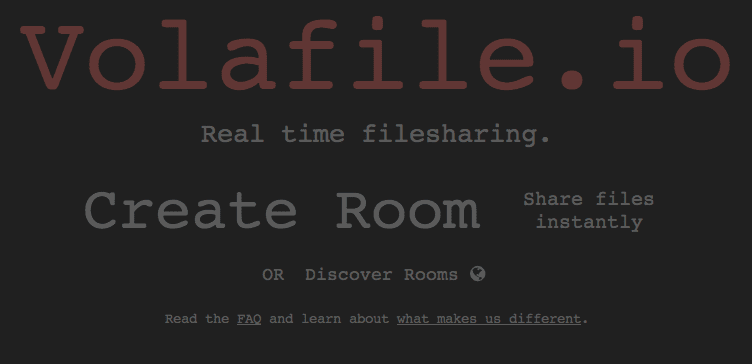 Volafile.io
Real time filesharing.
Create Room
Share files
instantly
OR Discover Rooms
Read the FAQ and learn about what makes us different.